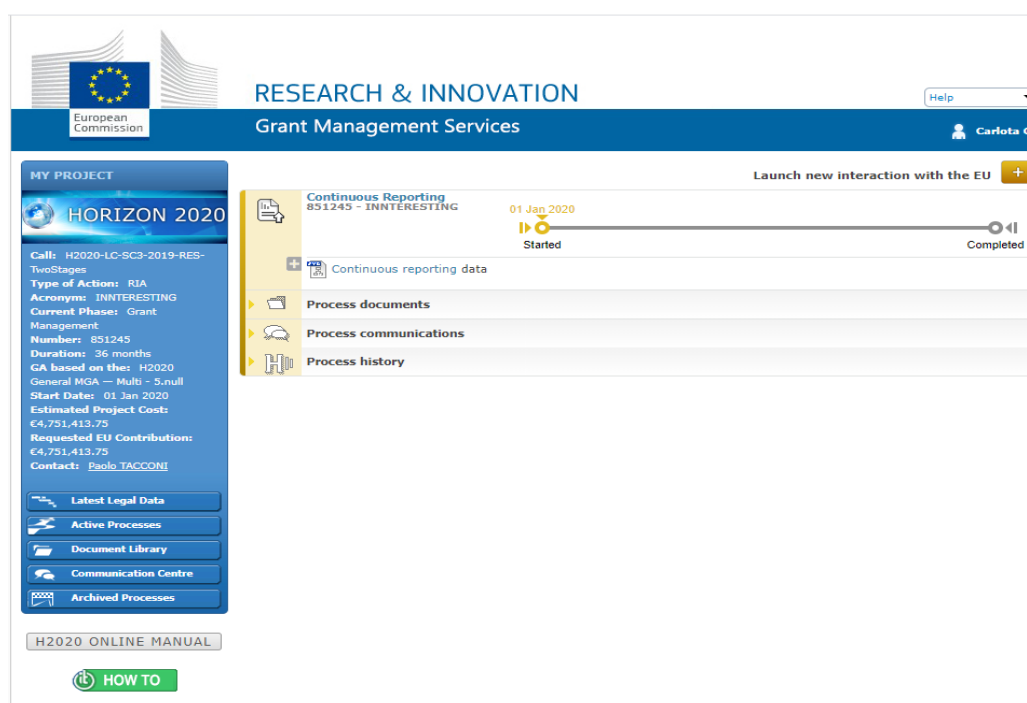 European
Commission
RESEARCH & INNOVATION
Help
Grant Management Services
Carlota
MY PROJECT
HORIZON 2020
Call: H2020-LC-SC3-2019-RES-
TwoStages
Type of Action: RIA
Acronym: INNTERESTING
Current Phase: Grant
Management
Number: 851245
Duration: 36 months
GA based on the: H2020
General MGA — Multi - 5.null
Start Date: 01 Jan 2020
Estimated Project Cost:
€4,751,413.75
Requested EU Contribution:
€4,751,413.75
Contact: Paolo TACCONI
Latest Legal Data
Active Processes
Document Library
Communication Centre
Archived Processes
H2020 ONLINE MANUAL
HOW TO
Launch new interaction with the EU +
Continuous Reporting
851245 - INNTERESTING
01 Jan 2020
Started
Completed
Continuous reporting data
Process documents
Process communications
Process history